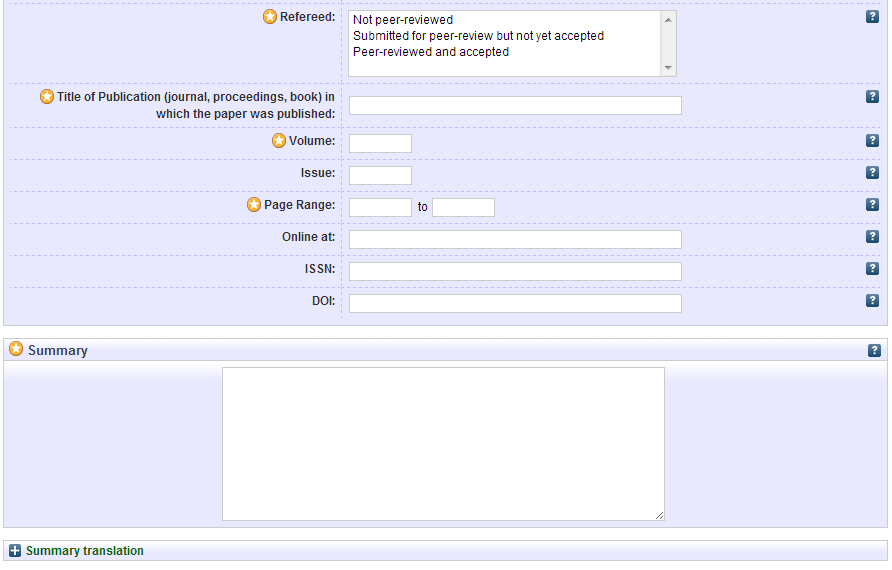 Refereed:
Not peer-reviewed
Submitted for peer-review but not yet accepted
Peer-reviewed and accepted
?
Title of Publication (journal, proceedings, book) in
which the paper was published:
?
Volume:
?
Issue:
?
Page Range:
to
?
Online at:
?
ISSN:
?
DOI:
?
Summary
?
Summary translation